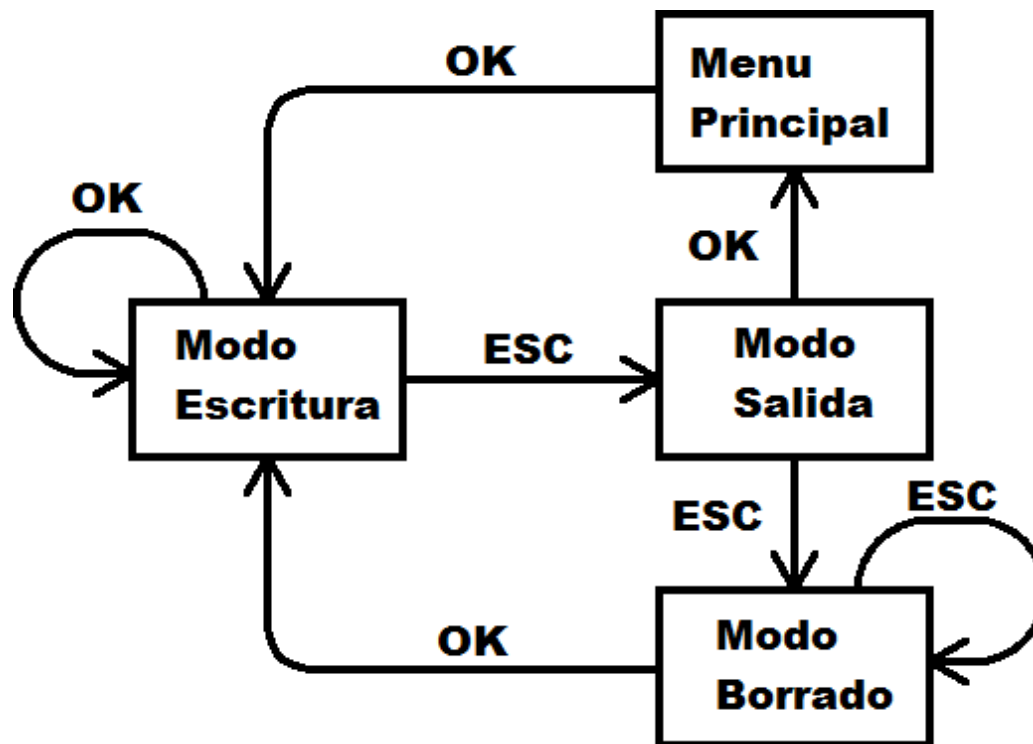 OK
Menu
Principal
OK
OK
Modo
Escritura
ESC
Modo
Salida
ESC
ESC
OK
Modo
Borrado